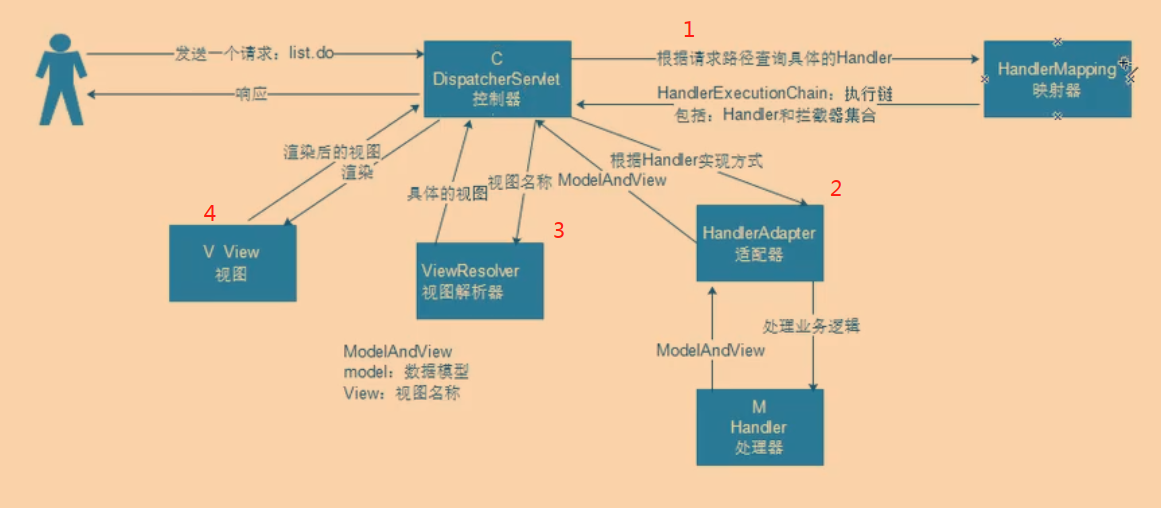 1
发送一个请求：list.do
C
DispatcherServlet
控制器
根据请求路径查询具体的Handler
HandlerMapping
映射器
响应
HandlerExecutionChain：执行链
包括：Handler和拦截器集合
渲染后的视图
渲染
具体的视图
视图名称
ModelAndView
根据Handler实现方式
2
4
3
V View
视图
ViewResolver
视图解析器
HandlerAdapter
适配器
处理业务逻辑
ModelAndView
ModelAndView
model：数据模型
View：视图名称
M
Handler
处理器